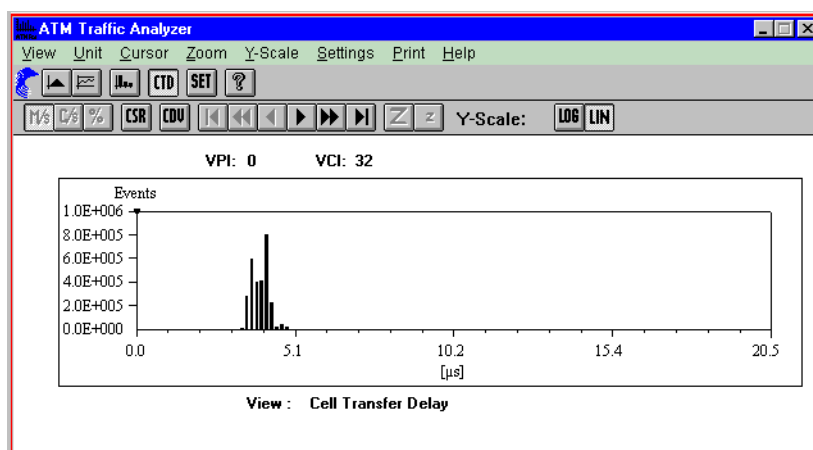 ATM Traffic Analyzer
View Unit Cursor Zoom Y-Scale Settings Print Help
CTD SET ?
M/s C/s % CSR CDV Z z Y-Scale: LOG LIN
VPI: 0 VCI: 32
Events
1.0E+006
8.0E+005
6.0E+005
4.0E+005
2.0E+005
0.0E+000
0.0 5.1 10.2 15.4 20.5
[µs]
View : Cell Transfer Delay